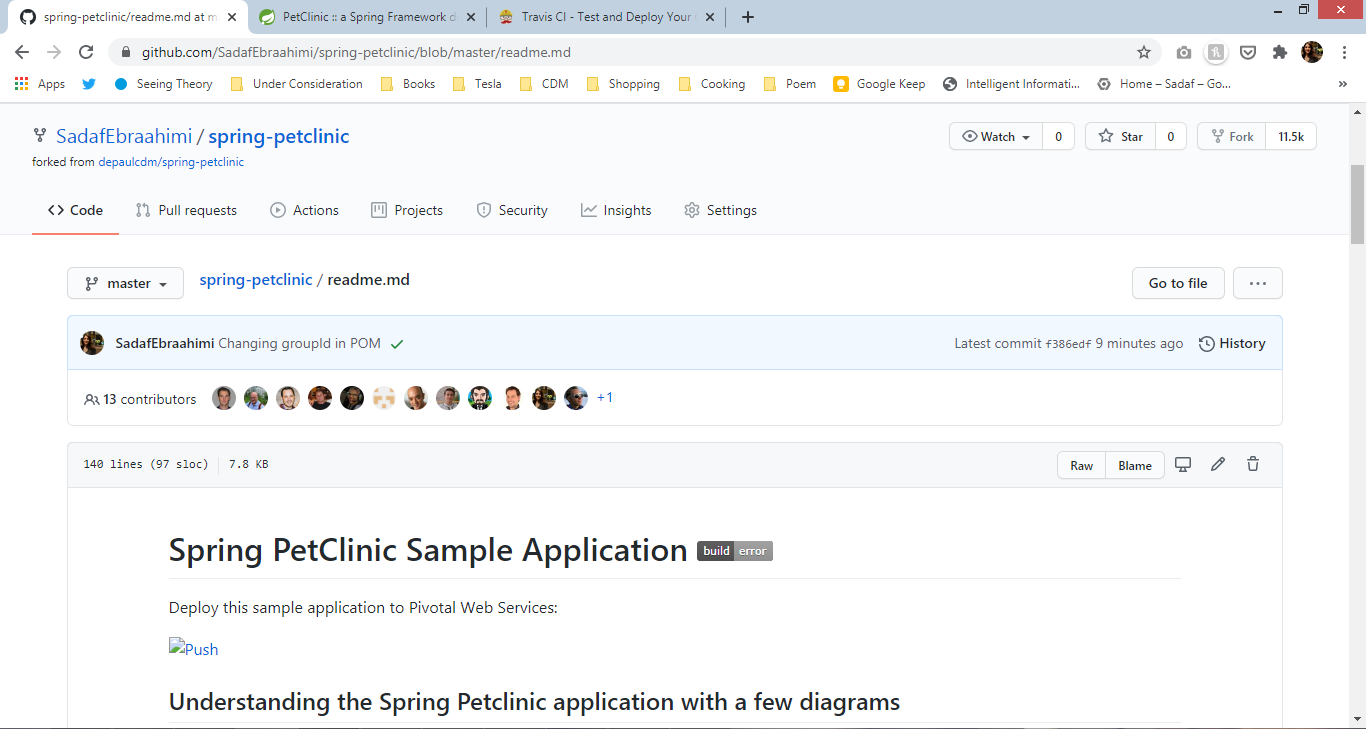 spring-petclinic/readme.md at m
PetClinic :: a Spring Framework d
Travis CI - Test and Deploy Your
github.com/SadafEbraahimi/spring-petclinic/blob/master/readme.md
Apps Seeing Theory Under Consideration Books Tesla CDM Shopping Cooking Poem Google Keep Intelligent Informati... Home – Sadaf – Go... »
SadafEbraahimi / spring-petclinic
Watch 0 Star 0 Fork 11.5k
forked from depaulcdm/spring-petclinic
Code Pull requests Actions Projects Security Insights Settings
master spring-petclinic / readme.md Go to file ...
SadafEbraahimi Changing groupId in POM Latest commit f386edf 9 minutes ago History
13 contributors +1
140 lines (97 sloc) 7.8 KB Raw Blame
Spring PetClinic Sample Application build error
Deploy this sample application to Pivotal Web Services:
Push
Understanding the Spring Petclinic application with a few diagrams